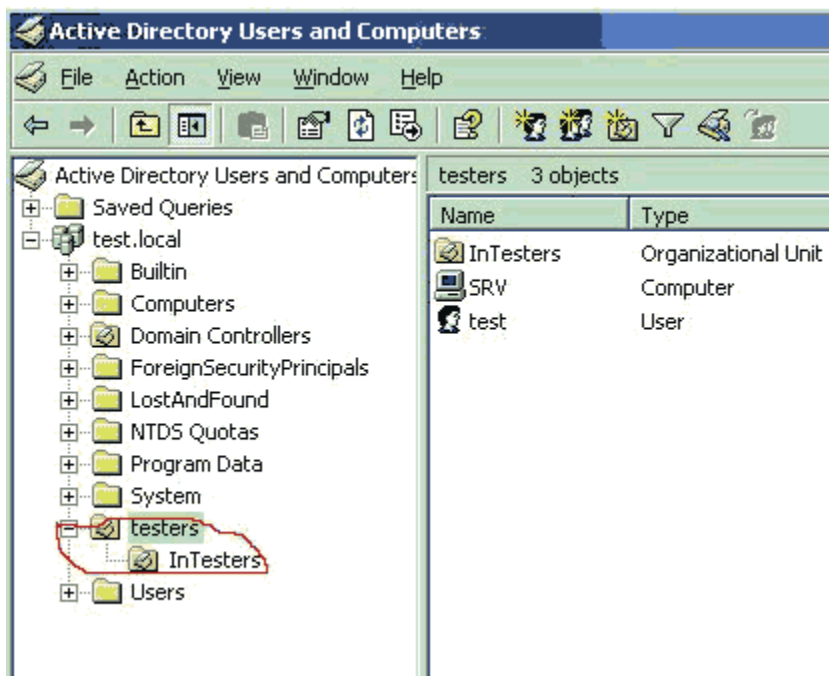 Active Directory Users and Computers
File Action View Window Help
Active Directory Users and Computers
Saved Queries
test.local
Builtin
Computers
Domain Controllers
ForeignSecurityPrincipals
LostAndFound
NTDS Quotas
Program Data
System
testers
InTesters
Users
testers 3 objects
Name Type
InTesters Organizational Unit
SRV Computer
test User